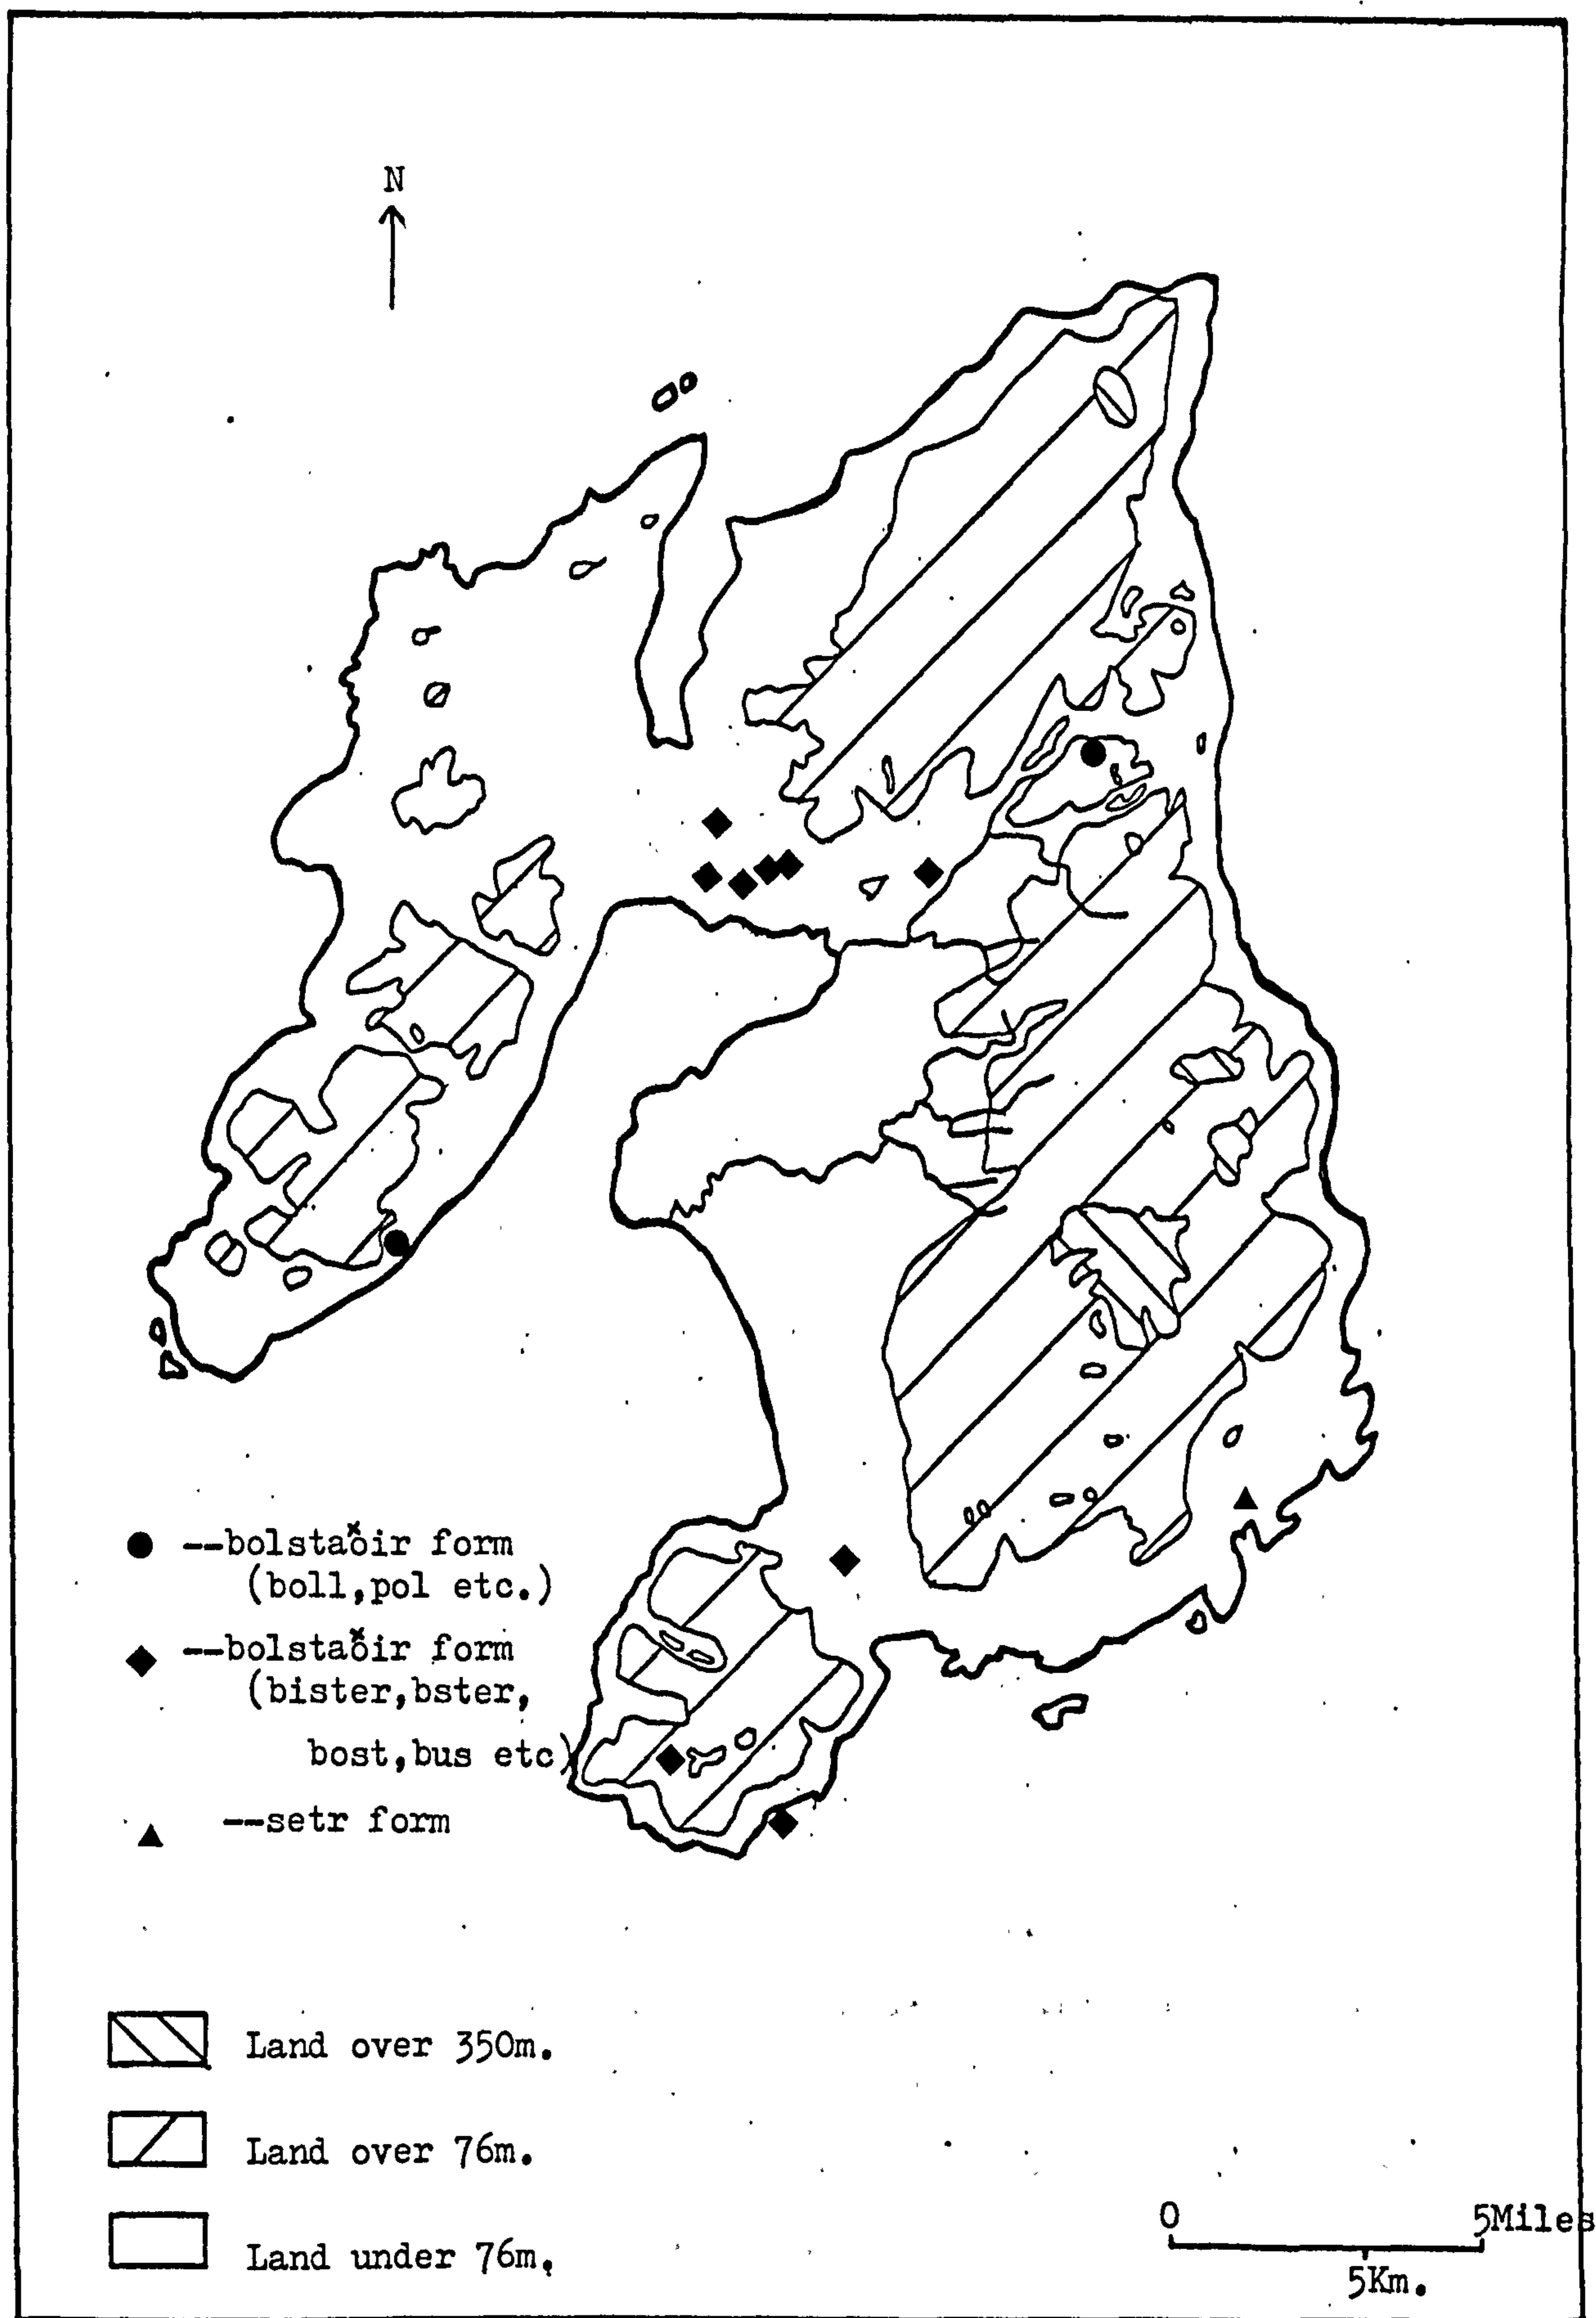 N
--bolstaðir form
(boll,pol etc.)
--bolstaðir form
(bister,bster,
bost,bus etc)
--setr form
Land over 350m.
Land over 76m.
Land under 76m.
0 5Miles
5Km.